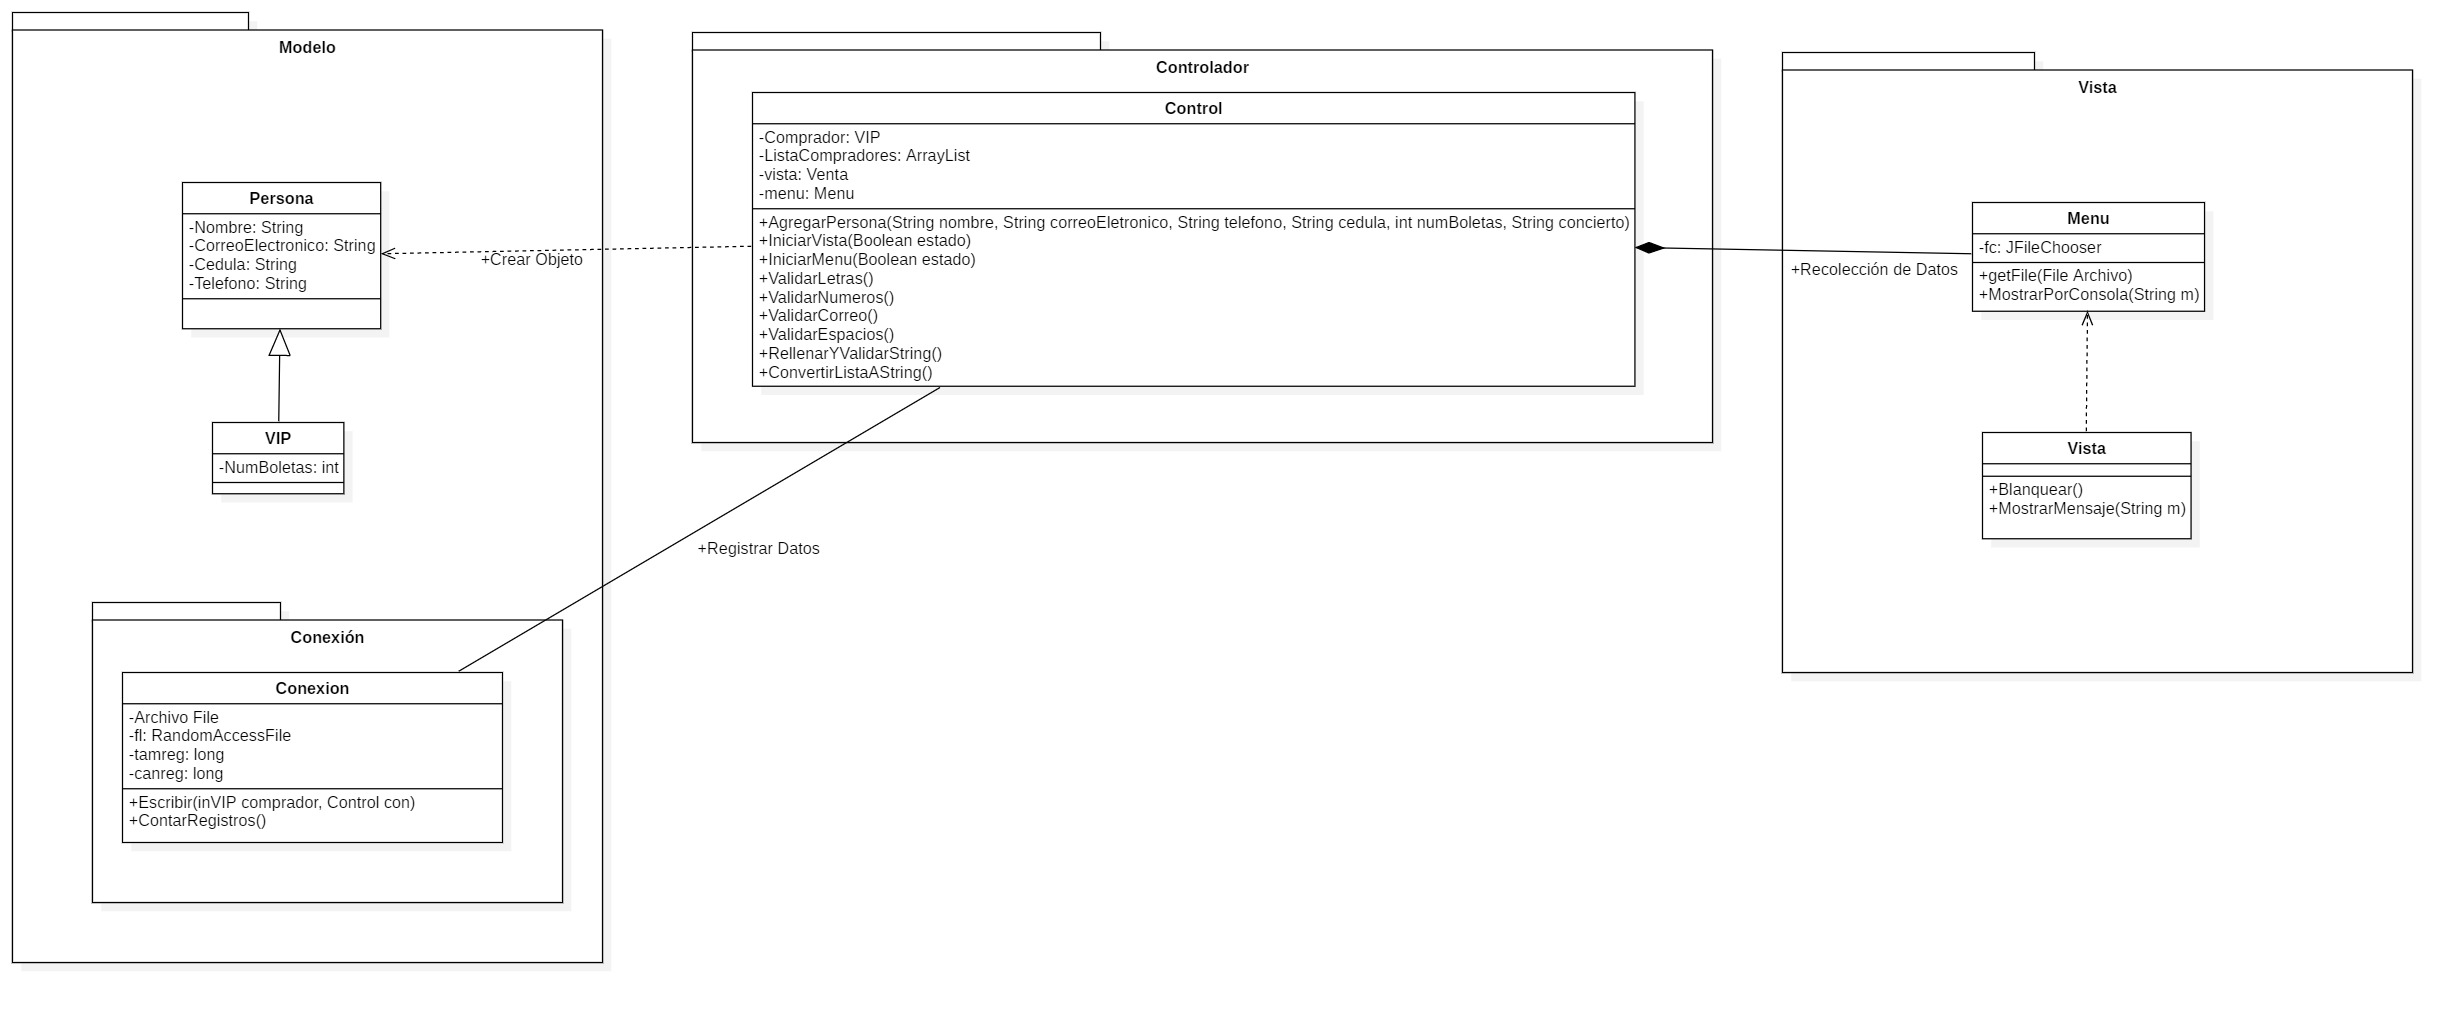 Modelo
Persona
-Nombre: String
-CorreoElectronico: String
-Cedula: String
-Telefono: String
VIP
-NumBoletas: int
Conexión
Conexion
-Archivo File
-fl: RandomAccessFile
-tamreg: long
-canreg: long
+Escribir(inVIP comprador, Control con)
+ContarRegistros()
+Crear Objeto
+Registrar Datos
Controlador
Control
-Comprador: VIP
-ListaCompradores: ArrayList
-vista: Venta
-menu: Menu
+AgregarPersona(String nombre, String correoEletronico, String telefono, String cedula, int numBoletas, String concierto)
+IniciarVista(Boolean estado)
+IniciarMenu(Boolean estado)
+ValidarLetras()
+ValidarNumeros()
+ValidarCorreo()
+ValidarEspacios()
+RellenarYValidarString()
+ConvertirListaAString()
+Recolección de Datos
Vista
Menu
-fc: JFileChooser
+getFile(File Archivo)
+MostrarPorConsola(String m)
Vista
+Blanquear()
+MostrarMensaje(String m)